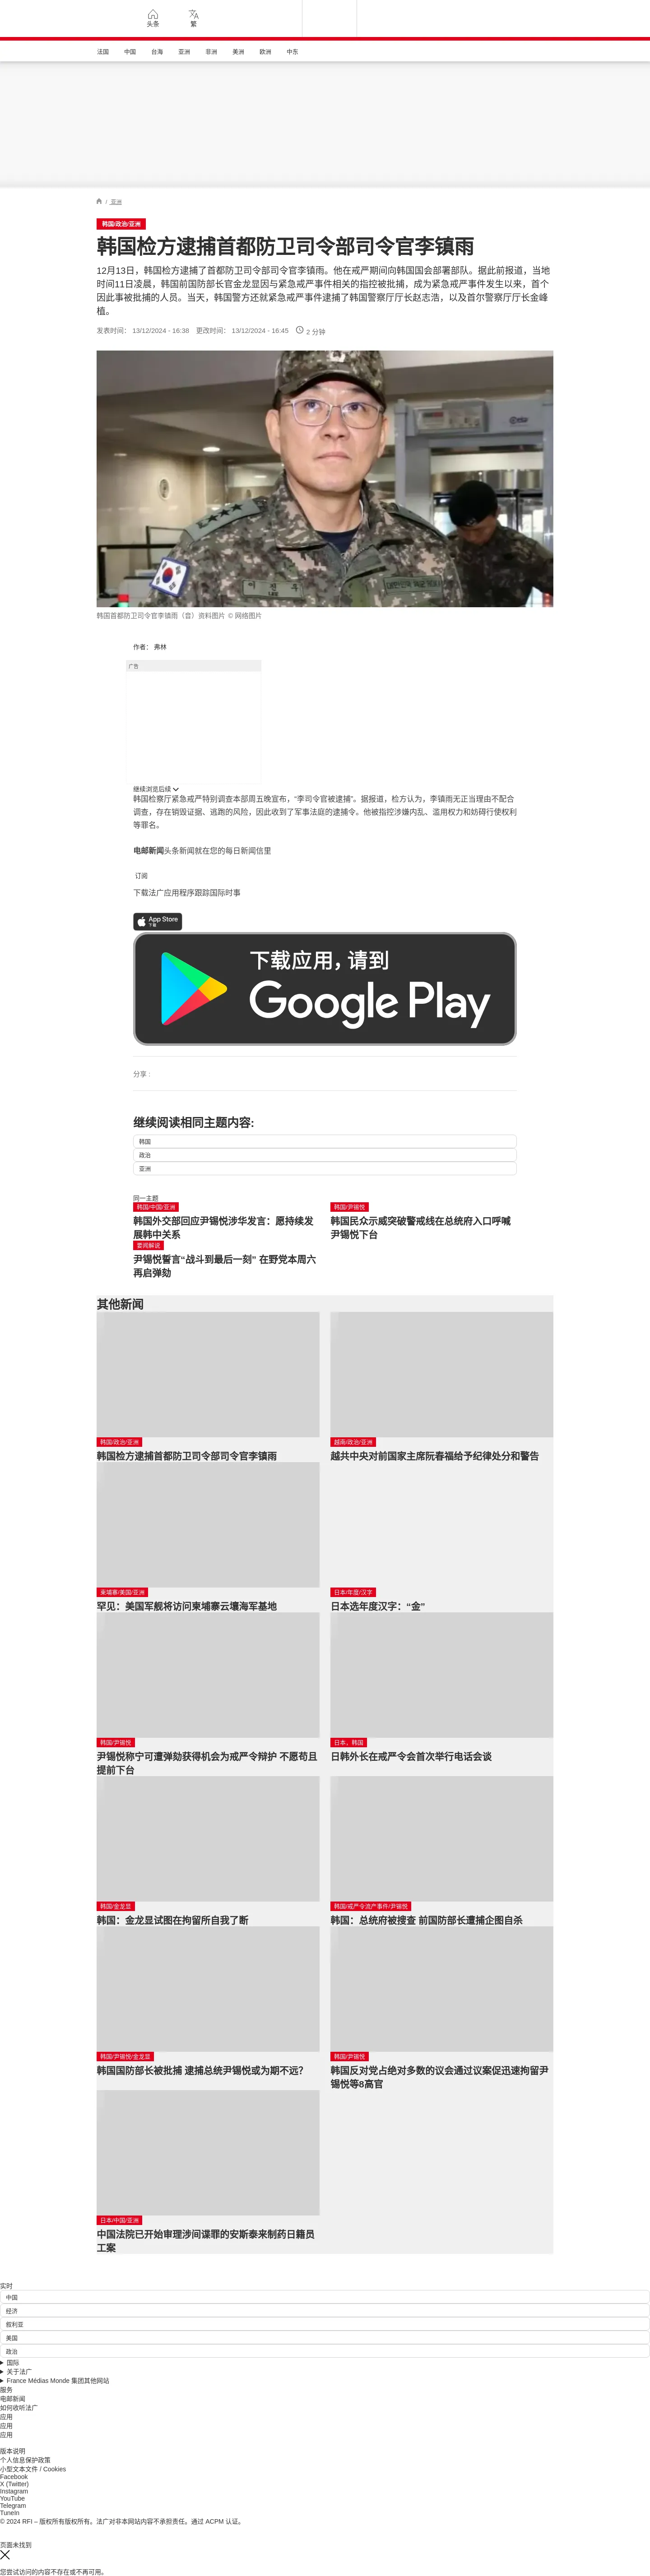 头条
繁
法国 中国 台海 亚洲 非洲 美洲 欧洲 中东
/ 亚洲
韩国/政治/亚洲
韩国检方逮捕首都防卫司令部司令官李镇雨
12月13日，韩国检方逮捕了首都防卫司令部司令官李镇雨。他在戒严期间向韩国国会部署部队。据此前报道，当地
时间11日凌晨，韩国前国防部长官金龙显因与紧急戒严事件相关的指控被批捕，成为紧急戒严事件发生以来，首个
因此事被批捕的人员。当天，韩国警方还就紧急戒严事件逮捕了韩国警察厅厅长赵志浩，以及首尔警察厅厅长金峰
植。
发表时间： 13/12/2024 - 16:38 更改时间： 13/12/2024 - 16:45 2 分钟
韩国首都防卫司令官李镇雨（音）资料图片 © 网络图片
作者： 弗林
广告
继续浏览后续
韩国检察厅紧急戒严特别调查本部周五晚宣布，“李司令官被逮捕”。据报道，检方认为，李镇雨无正当理由不配合
调查，存在销毁证据、逃跑的风险，因此收到了军事法庭的逮捕令。他被指控涉嫌内乱、滥用权力和妨碍行使权利
等罪名。
电邮新闻头条新闻就在您的每日新闻信里
订阅
下载法广应用程序跟踪国际时事
App Store
下载
下载应用，请到
Google Play
分享 :
继续阅读相同主题内容:
韩国
政治
亚洲
同一主题
韩国/中国/亚洲
韩国外交部回应尹锡悦涉华发言：愿持续发
展韩中关系
韩国/尹锡悦
韩国民众示威突破警戒线在总统府入口呼喊
尹锡悦下台
要闻解说
尹锡悦誓言“战斗到最后一刻” 在野党本周六
再启弹劾
其他新闻
韩国/政治/亚洲
韩国检方逮捕首都防卫司令部司令官李镇雨
越南/政治/亚洲
越共中央对前国家主席阮春福给予纪律处分和警告
柬埔寨/美国/亚洲
罕见：美国军舰将访问柬埔寨云壤海军基地
日本/年度/汉字
日本选年度汉字：“金”
韩国/尹锡悦
尹锡悦称宁可遭弹劾获得机会为戒严令辩护 不愿苟且
提前下台
日本、韩国
日韩外长在戒严令会首次举行电话会谈
韩国/金龙显
韩国：金龙显试图在拘留所自我了断
韩国/戒严令流产事件/尹锡悦
韩国：总统府被搜查 前国防部长遭捕企图自杀
韩国/尹锡悦/金龙显
韩国国防部长被批捕 逮捕总统尹锡悦或为期不远？
韩国/尹锡悦
韩国反对党占绝对多数的议会通过议案促迅速拘留尹
锡悦等8高官
日本/中国/亚洲
中国法院已开始审理涉间谍罪的安斯泰来制药日籍员
工案
实时
中国
经济
叙利亚
美国
政治
国际
关于法广
France Médias Monde 集团其他网站
服务
电邮新闻
如何收听法广
应用
应用
应用
版本说明
个人信息保护政策
小型文本文件 / Cookies
Facebook
X (Twitter)
Instagram
YouTube
Telegram
TuneIn
© 2024 RFI – 版权所有版权所有。法广对非本网站内容不承担责任。通过 ACPM 认证。
页面未找到
您尝试访问的内容不存在或不再可用。